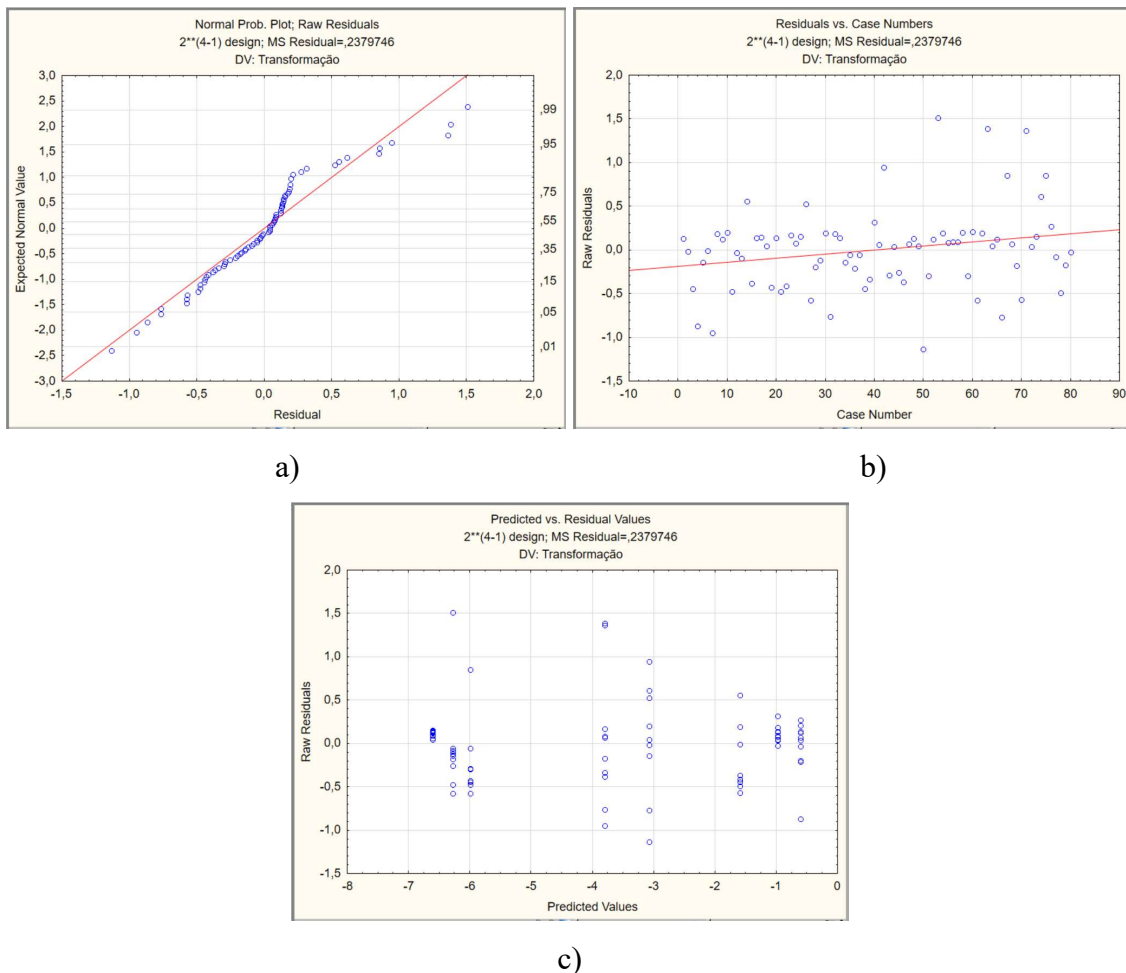 Normal Prob. Plot; Raw Residuals
2**(4-1) design; MS Residual=,2379746
DV: Transformação
3,0
2,5
2,0
1,5
1,0
0,5
0,0
-0,5
-1,0
-1,5
-2,0
-2,5
-3,0
Expected Normal Value
,99
,95
,75
,55
,35
,15
,05
,01
-1,5 -1,0 -0,5 0,0 0,5 1,0 1,5 2,0
Residual
a)
Residuals vs. Case Numbers
2**(4-1) design; MS Residual=,2379746
DV: Transformação
2,0
1,5
1,0
0,5
0,0
-0,5
-1,0
-1,5
Raw Residuals
-10 0 10 20 30 40 50 60 70 80 90
Case Number
b)
Predicted vs. Residual Values
2**(4-1) design; MS Residual=,2379746
DV: Transformação
2,0
1,5
1,0
0,5
0,0
-0,5
-1,0
-1,5
Raw Residuals
-8 -7 -6 -5 -4 -3 -2 -1 0
Predicted Values
c)